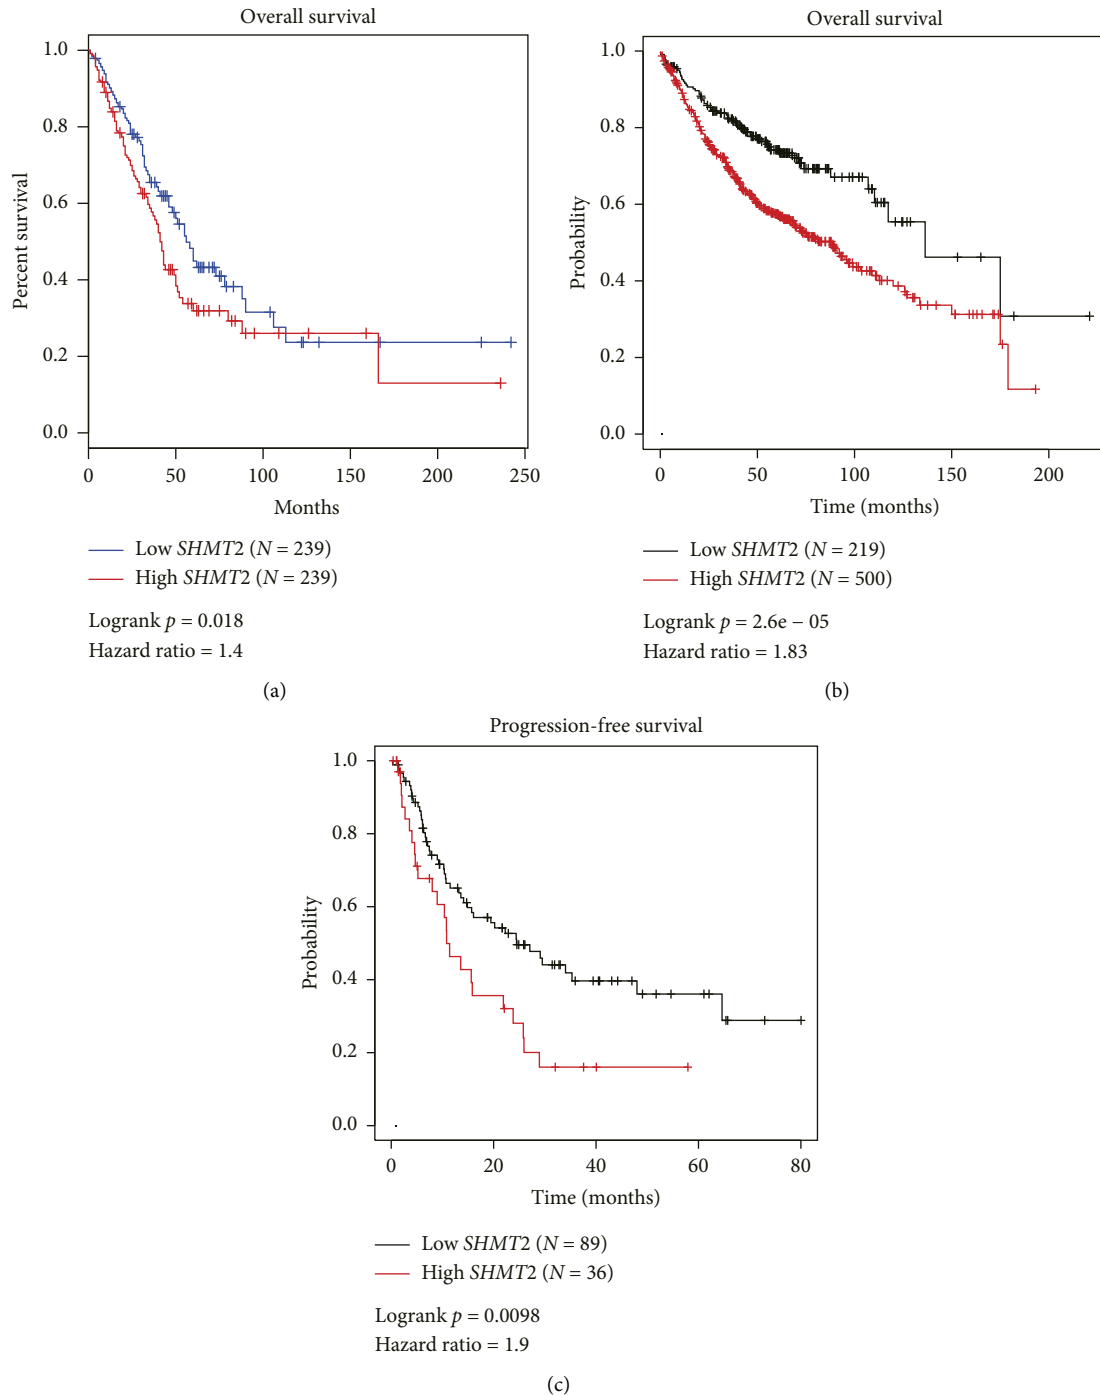 Overall survival
Percent survival
1.0
0.8
0.6
0.4
0.2
0.0
0 50 100 150 200 250
Months
Low SHMT2 (N = 239)
High SHMT2 (N = 239)
Logrank p = 0.018
Hazard ratio = 1.4
(a)
Overall survival
Probability
1.0
0.8
0.6
0.4
0.2
0.0
0 50 100 150 200
Time (months)
Low SHMT2 (N = 219)
High SHMT2 (N = 500)
Logrank p = 2.6e − 05
Hazard ratio = 1.83
(b)
Progression-free survival
Probability
1.0
0.8
0.6
0.4
0.2
0.0
0 20 40 60 80
Time (months)
Low SHMT2 (N = 89)
High SHMT2 (N = 36)
Logrank p = 0.0098
Hazard ratio = 1.9
(c)